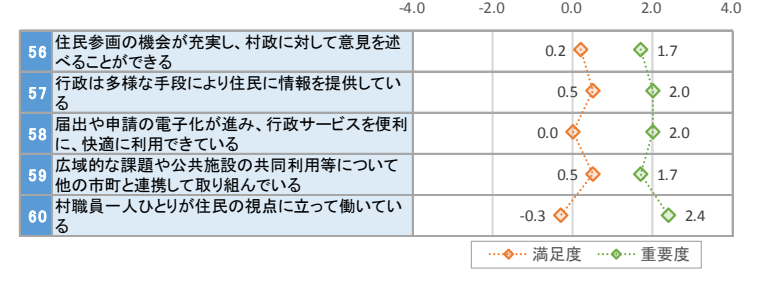 -4.0 -2.0 0.0 2.0 4.0
56 住民参画の機会が充実し、村政に対して意見を述
べることができる
0.2 1.7
57 行政は多様な手段により住民に情報を提供してい
る
0.5 2.0
58 届出や申請の電子化が進み、行政サービスを便利
に、快適に利用できている
0.0 2.0
59 広域的な課題や公共施設の共同利用等について
他の市町と連携して取り組んでいる
0.5 1.7
60 村職員一人ひとりが住民の視点に立って働いてい
る
-0.3 2.4
満足度 重要度